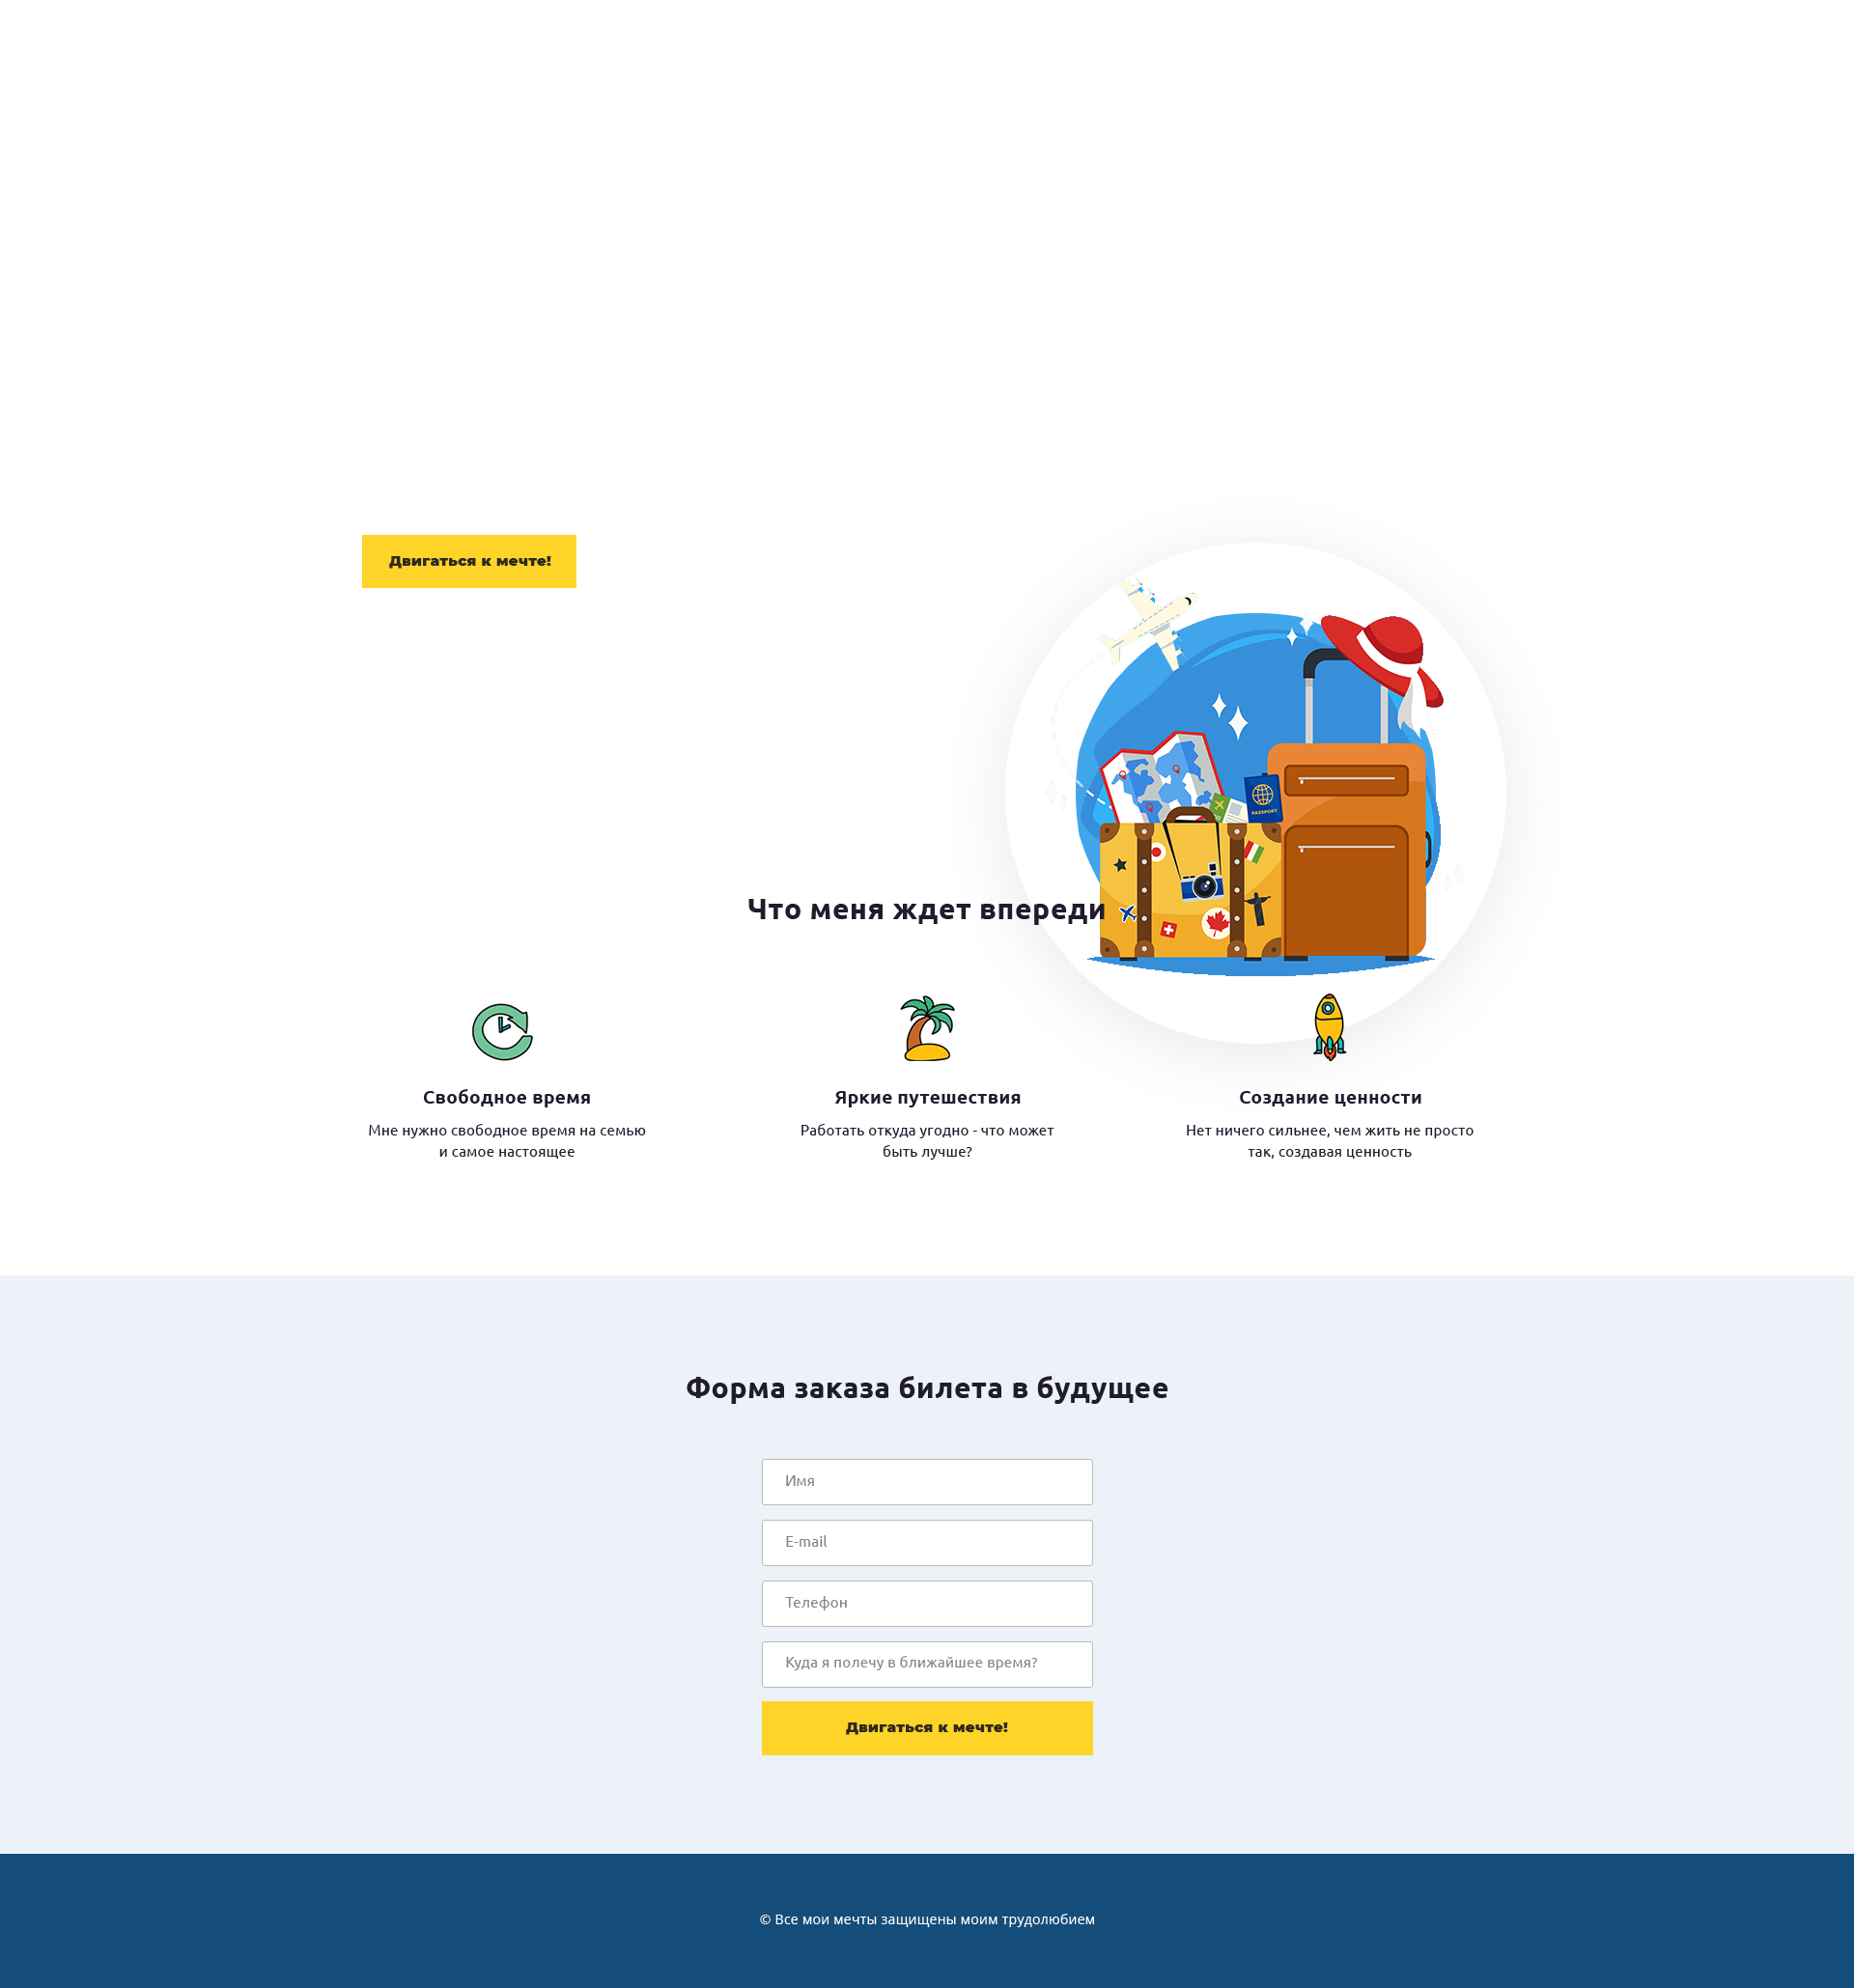 Двигаться к мечте!
PASSPORT
Что меня ждет впереди
Свободное время
Мне нужно свободное время на семью
и самое настоящее
Яркие путешествия
Работать откуда угодно - что может
быть лучше?
Создание ценности
Нет ничего сильнее, чем жить не просто
так, создавая ценность
Форма заказа билета в будущее
Имя
E-mail
Телефон
Куда я полечу в ближайшее время?
Двигаться к мечте!
© Все мои мечты защищены моим трудолюбием